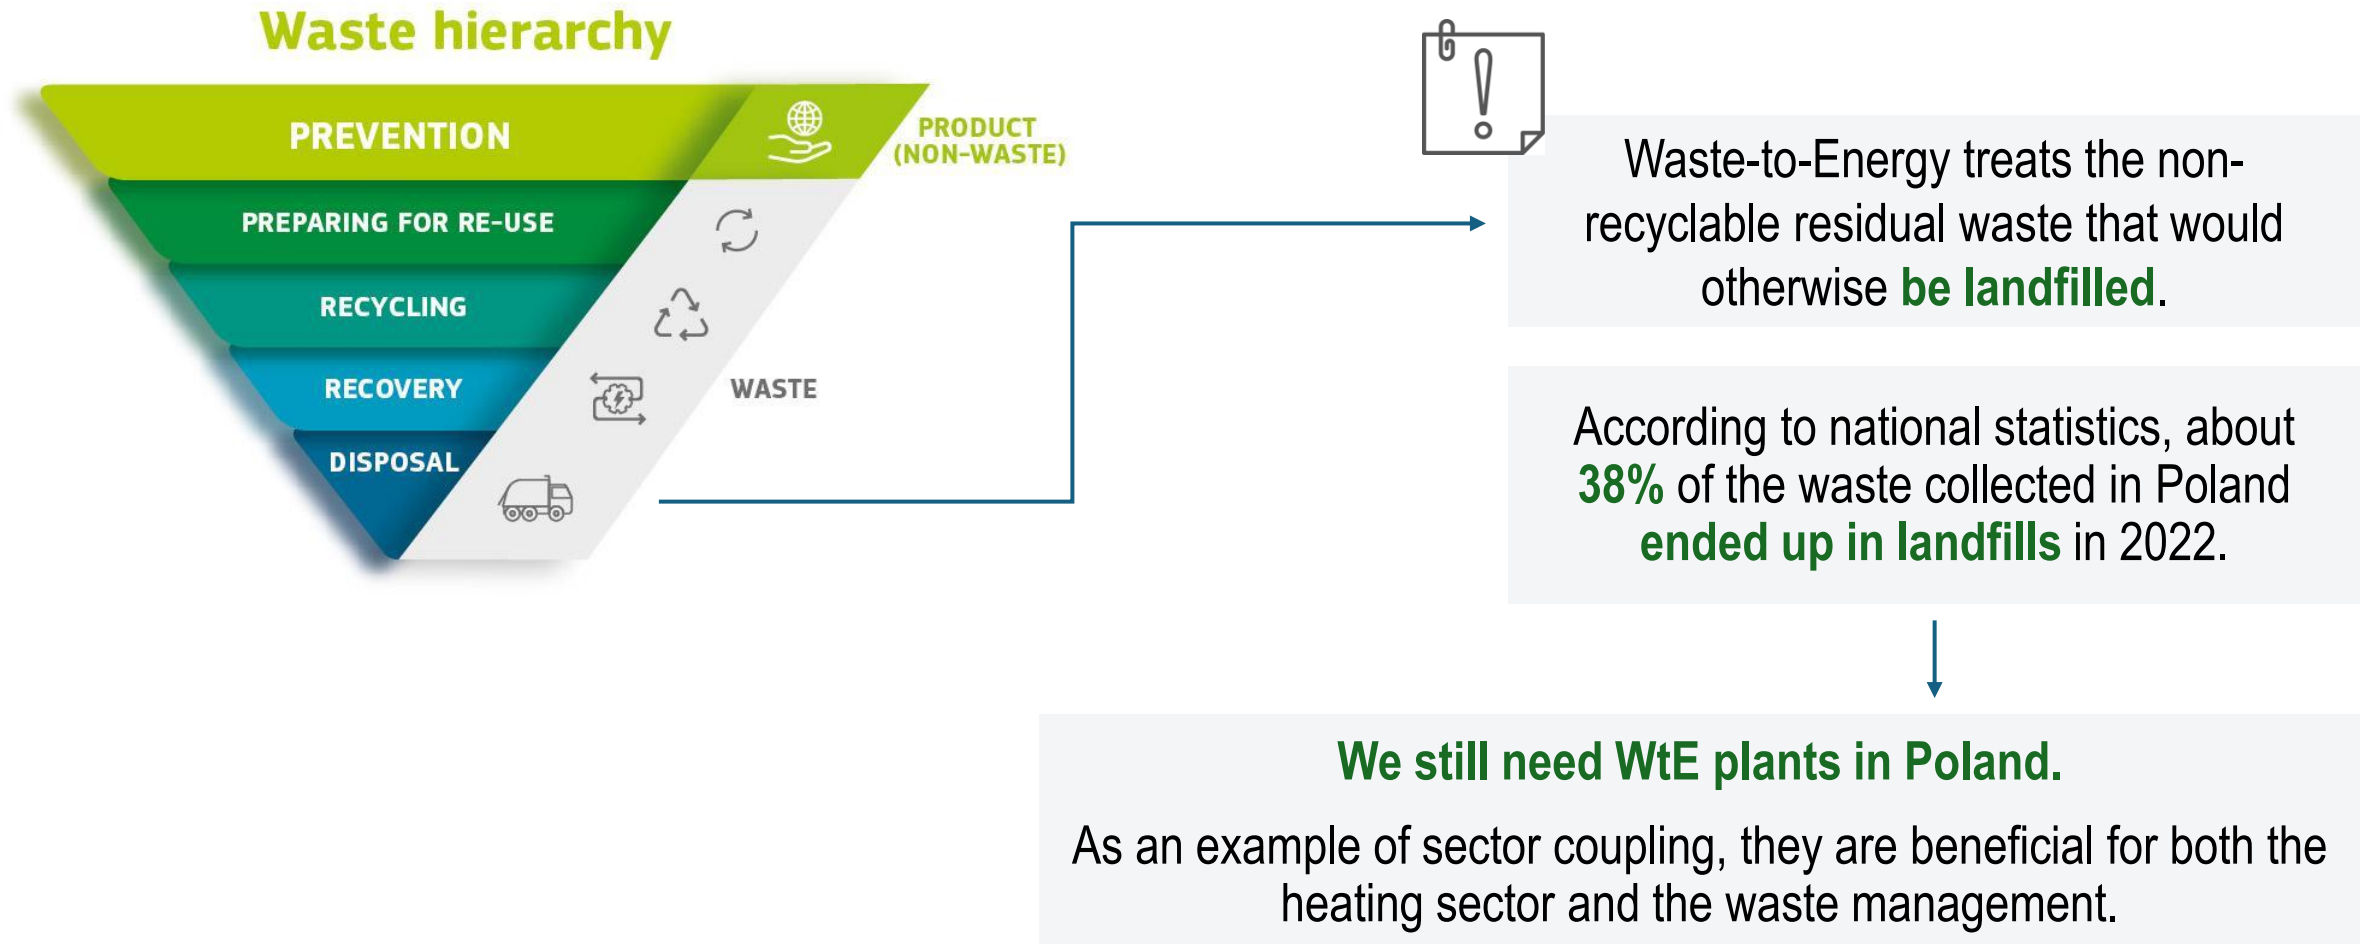 Waste hierarchy
PREVENTION
PRODUCT
(NON-WASTE)
PREPARING FOR RE-USE
RECYCLING
RECOVERY
WASTE
DISPOSAL
Waste-to-Energy treats the non-
recyclable residual waste that would
otherwise be landfilled.
According to national statistics, about
38% of the waste collected in Poland
ended up in landfills in 2022.
We still need WtE plants in Poland.
As an example of sector coupling, they are beneficial for both the
heating sector and the waste management.